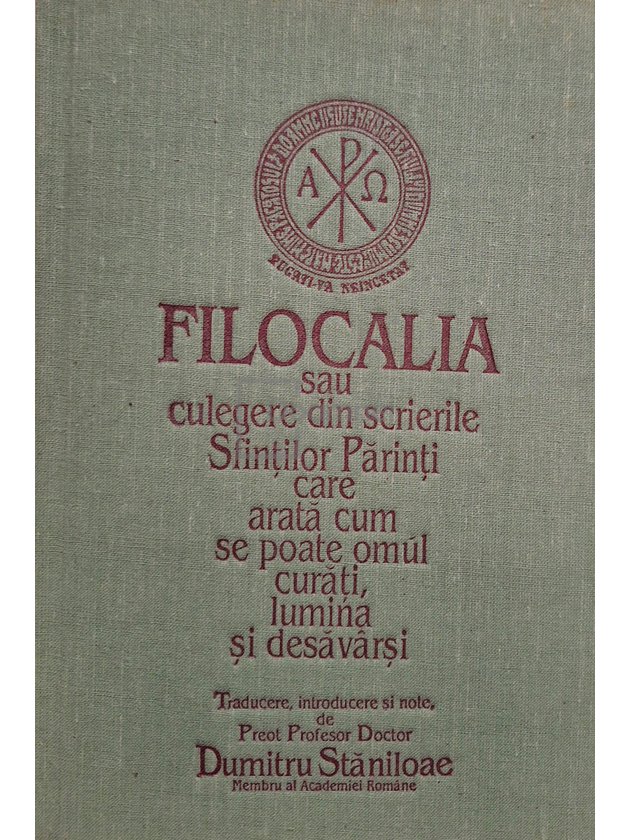 Α Ω
RUGAȚI-VĂ NEÎNCETAT
FILOCALIA
sau
culegere din scrierile
Sfinților Părinți
care
arată cum
se poate omul
curăți,
lumina
și desăvârși
Traducere, introducere si note,
de
Preot Profesor Doctor
Dumitru Stăniloae
Membru al Academiei Române